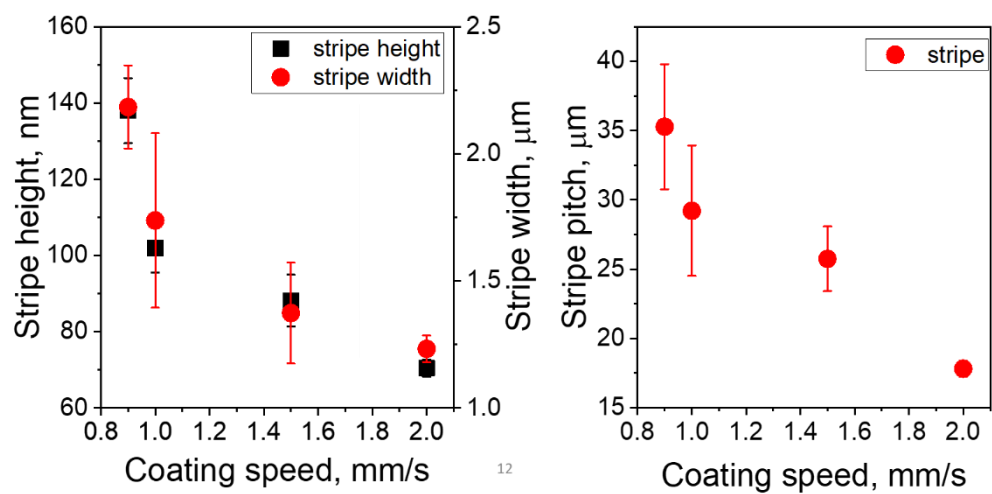 160
140
120
100
80
60
Stripe height, nm
stripe height
stripe width
2.5
2.0
1.5
1.0
Stripe width, μm
0.8 1.0 1.2 1.4 1.6 1.8 2.0
Coating speed, mm/s
12
40
35
30
25
20
15
Stripe pitch, μm
stripe
0.8 1.0 1.2 1.4 1.6 1.8 2.0
Coating speed, mm/s